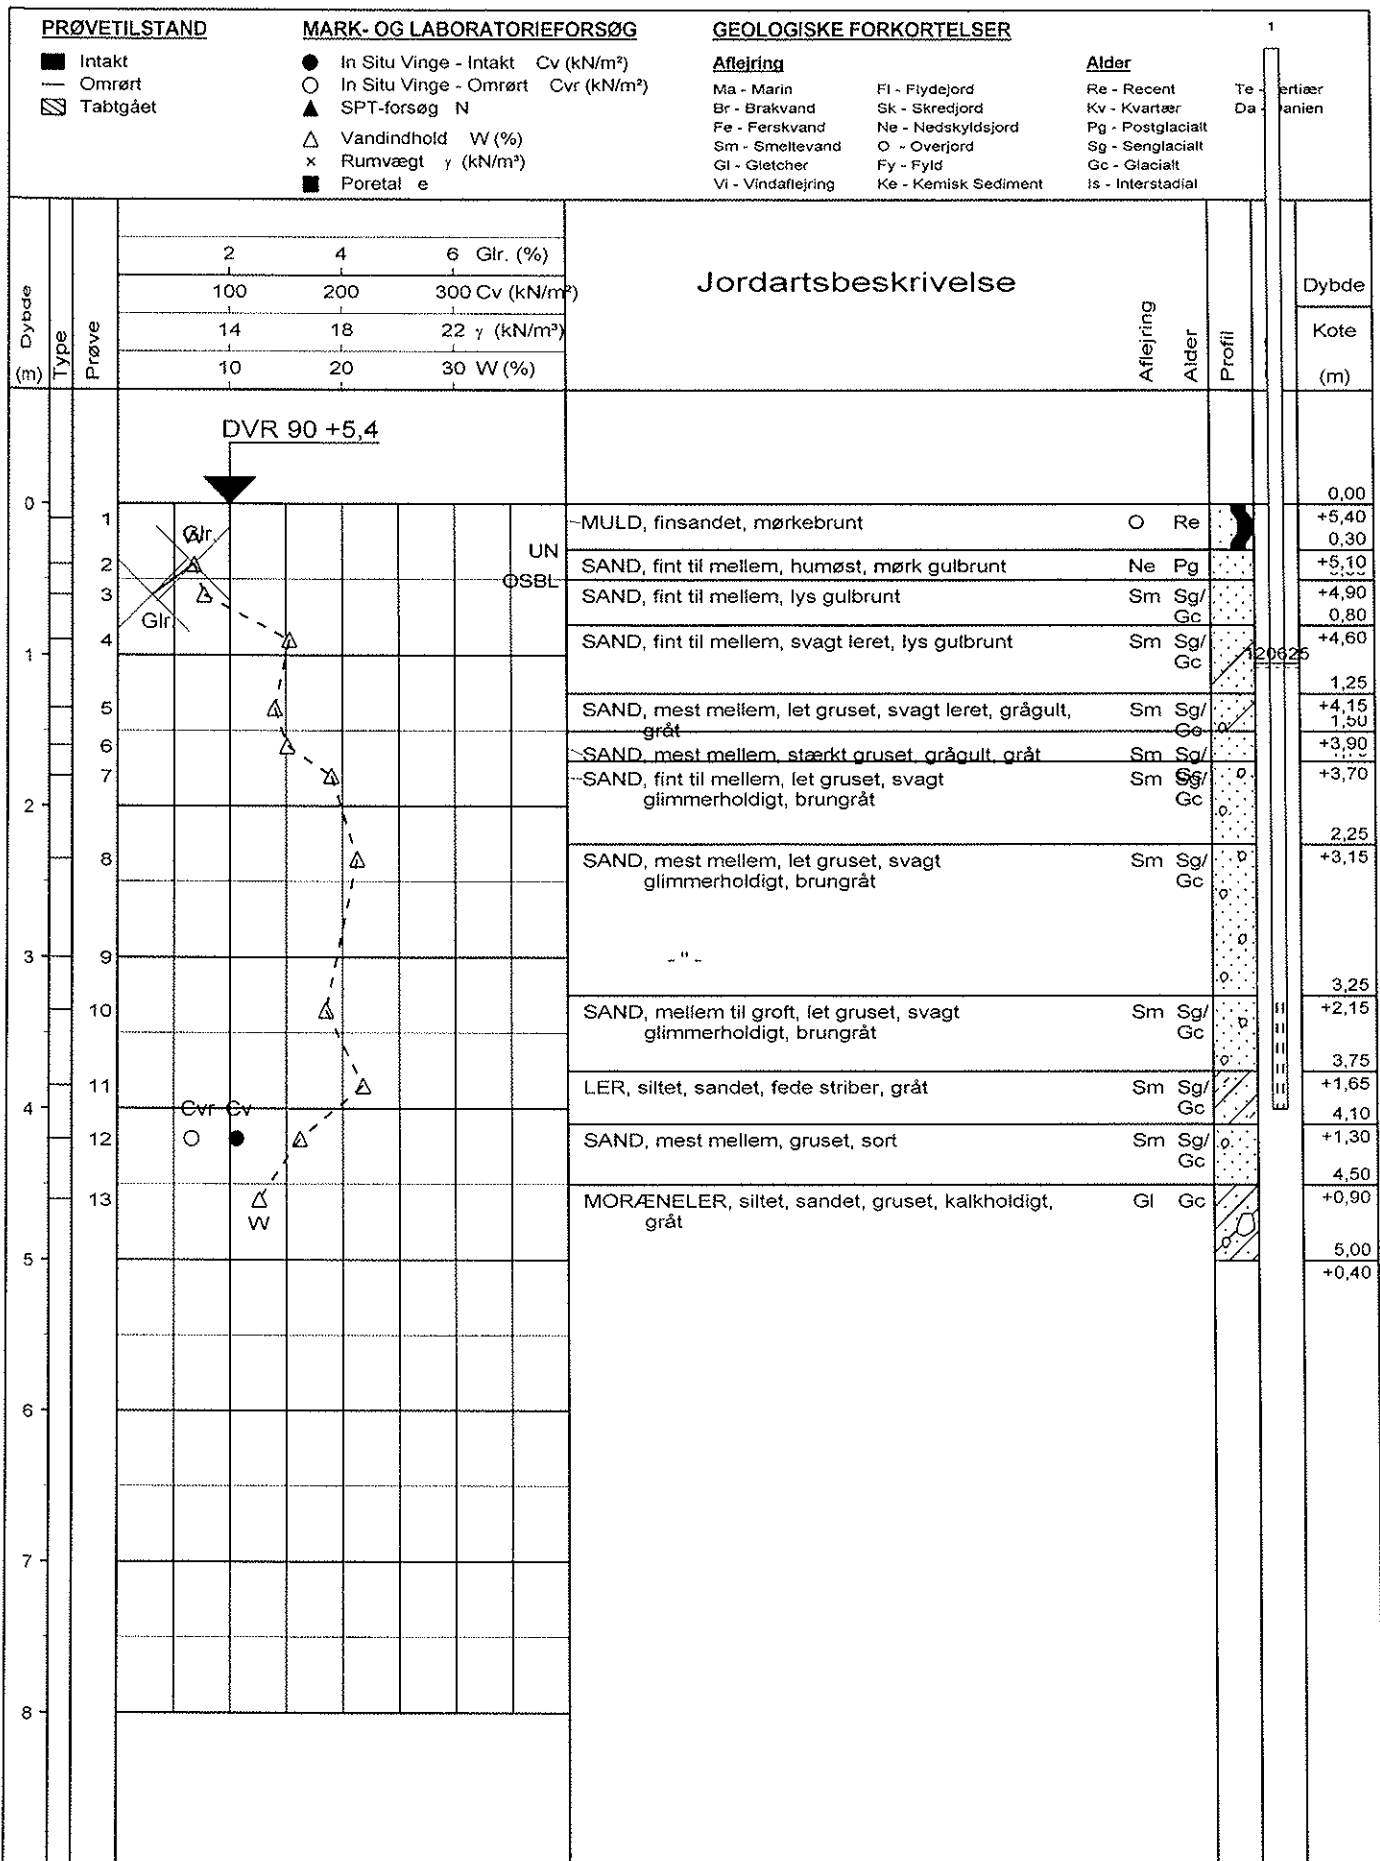 PRØVETILSTAND
Intakt
Omrørt
Tabtgået
MARK- OG LABORATORIEFORSØG
In Situ Vinge - Intakt Cv (kN/m²)
In Situ Vinge - Omrørt Cvr (kN/m²)
SPT-forsøg N
Vandindhold W (%)
Rumvægt γ (kN/m³)
Poretal e
GEOLOGISKE FORKORTELSER
Aflejring
Ma - Marin
Br - Brakvand
Fe - Ferskvand
Sm - Smeltevand
Gl - Gletcher
Vi - Vindaflejring
Fl - Flydejord
Sk - Skredjord
Ne - Nedskyldsjord
O - Overjord
Fy - Fyld
Ke - Kemisk Sediment
Alder
Re - Recent
Kv - Kvartær
Pg - Postglacialt
Sg - Senglacialt
Gc - Glacialt
Is - Interstadial
Te - ertiær
Da - anien
1
Dybde
(m)
Type
Prøve
2 4 6 Glr. (%)
100 200 300 Cv (kN/m²)
14 18 22 γ (kN/m³)
10 20 30 W (%)
Jordartsbeskrivelse
Aflejring
Alder
Profil
Dybde
Kote
(m)
DVR 90 +5,4
0
0,00
1
Glr.
W
MULD, finsandet, mørkebrunt O Re
+5,40
0,30
UN
2
SAND, fint til mellem, humøst, mørk gulbrunt Ne Pg
+5,10
OSBL
3
Glr.
SAND, fint til mellem, lys gulbrunt Sm Sg/
Gc
+4,90
0,80
4
SAND, fint til mellem, svagt leret, lys gulbrunt Sm Sg/
Gc
+4,60
1
120625
1,25
5
SAND, mest mellem, let gruset, svagt leret, grågult, Sm Sg/
gråt Gc
+4,15
1,50
6
SAND, mest mellem, stærkt gruset, grågult, gråt Sm Sg/
Gc
+3,90
7
SAND, fint til mellem, let gruset, svagt Sm Sg/
glimmerholdigt, brungråt Gc
+3,70
2
2,25
8
SAND, mest mellem, let gruset, svagt Sm Sg/
glimmerholdigt, brungråt Gc
+3,15
3
9
- " -
3,25
10
SAND, mellem til groft, let gruset, svagt Sm Sg/
glimmerholdigt, brungråt Gc
+2,15
3,75
11
LER, siltet, sandet, fede striber, gråt Sm Sg/
Gc
+1,65
4
Cvr Cv
4,10
12
SAND, mest mellem, gruset, sort Sm Sg/
Gc
+1,30
4,50
13
W
MORÆNELER, siltet, sandet, gruset, kalkholdigt, Gl Gc
gråt
+0,90
5
5,00
+0,40
6
7
8